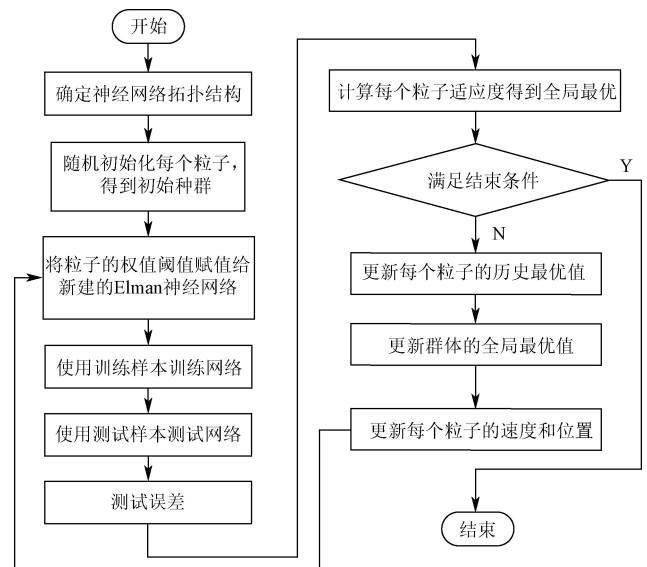 开始
确定神经网络拓扑结构
随机初始化每个粒子，
得到初始种群
将粒子的权值阈值赋值给
新建的Elman神经网络
使用训练样本训练网络
使用测试样本测试网络
测试误差
计算每个粒子适应度得到全局最优
满足结束条件
Y
N
更新每个粒子的历史最优值
更新群体的全局最优值
更新每个粒子的速度和位置
结束